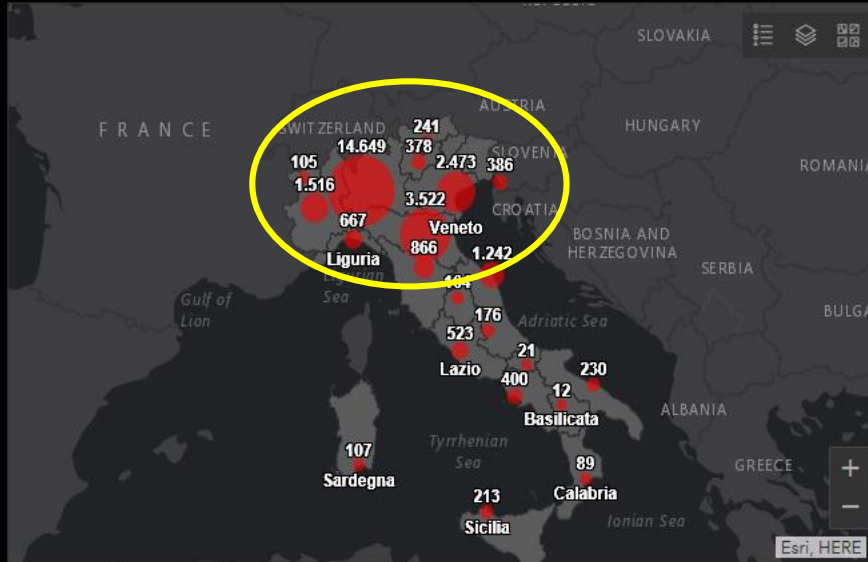 SLOVAKIA
FRANCE
AUSTRIA
HUNGARY
SWITZERLAND
241
14.649
378
SLOVENIA
105
2.473
386
ROMANIA
1.516
3.522
CROATIA
667
Veneto
BOSNIA AND
HERZEGOVINA
866
1.242
Liguria
SERBIA
Ligurian
Sea
Gulf of
Lion
176
Adriatic Sea
BULGA
523
21
Lazio
400
230
12
Basilicata
ALBANIA
Tyrrhenian
Sea
107
89
GREECE
Sardegna
Calabria
213
Sicilia
Ionian Sea
Esri, HERE